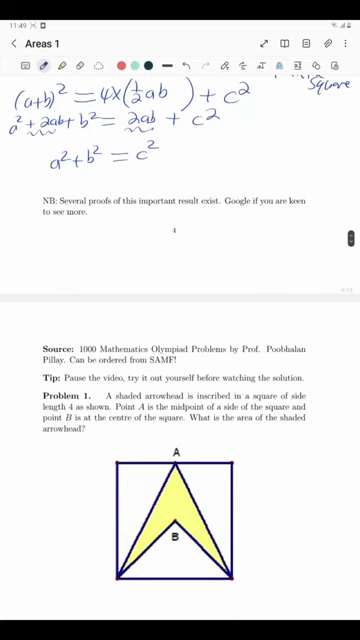 11:49
Areas 1
(a+b)² = 4×(½ab) + c²
Square
a² + 2ab + b² = 2ab + c²
a² + b² = c²
NB: Several proofs of this important result exist. Google if you are keen
to see more.
4
Source: 1000 Mathematics Olympiad Problems by Prof. Poobhalan
Pillay. Can be ordered from SAMF!
Tip: Pause the video, try it out yourself before watching the solution.
Problem 1. A shaded arrowhead is inscribed in a square of side
length 4 as shown. Point A is the midpoint of a side of the square and
point B is at the centre of the square. What is the area of the shaded
arrowhead?
A
B